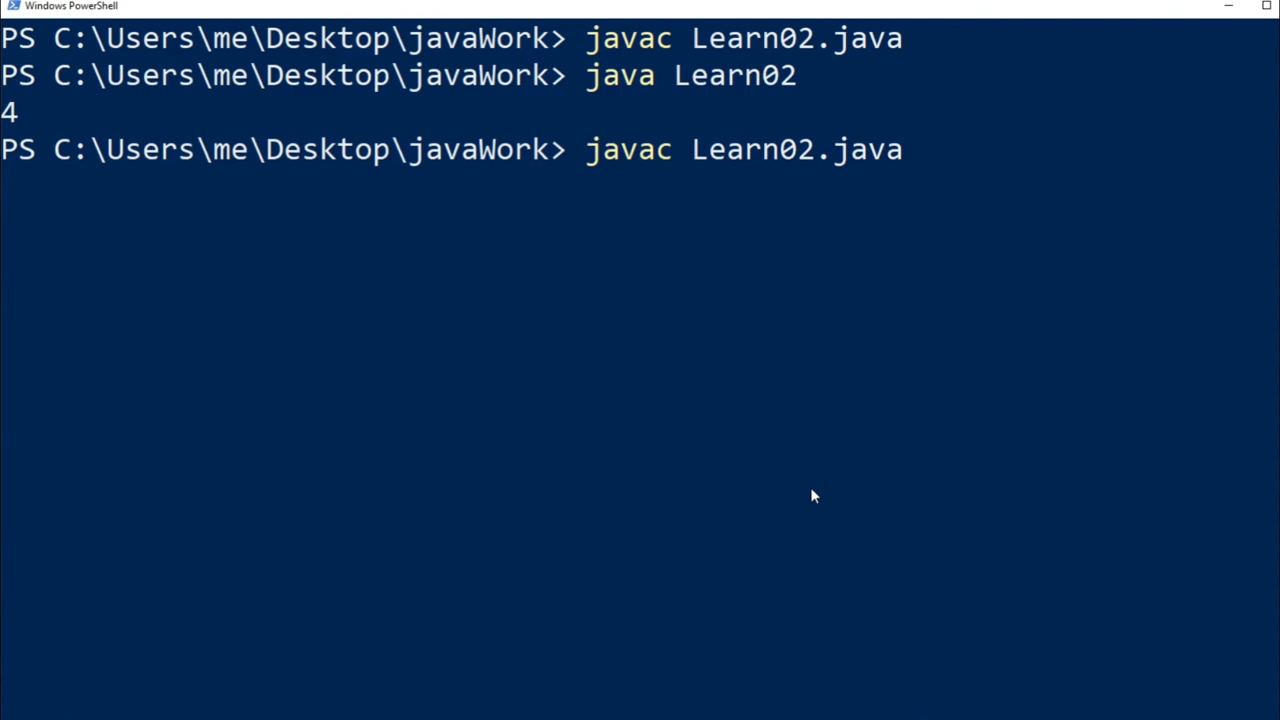 Windows PowerShell
PS C:\Users\me\Desktop\javaWork> javac Learn02.java
PS C:\Users\me\Desktop\javaWork> java Learn02
4
PS C:\Users\me\Desktop\javaWork> javac Learn02.java